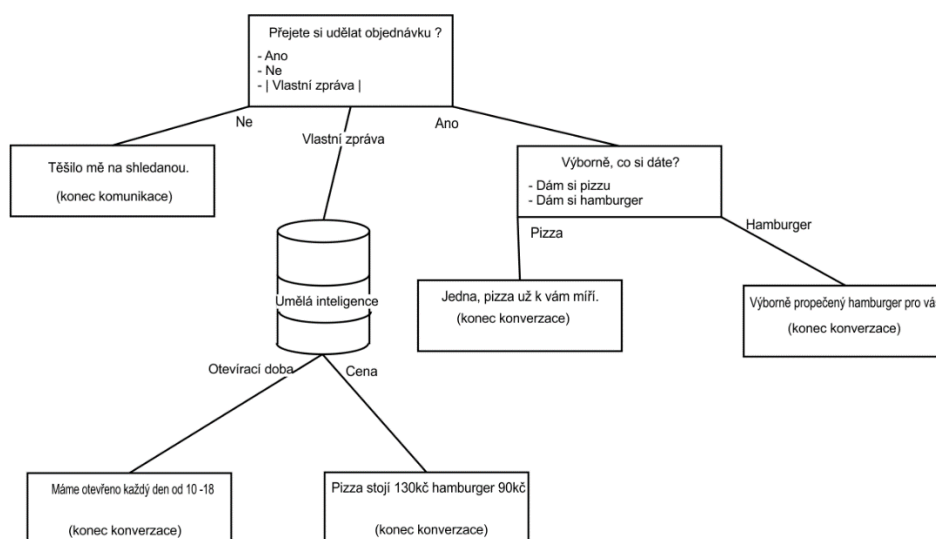 Přejete si udělat objednávku ?
- Ano
- Ne
- | Vlastní zpráva |
Ne
Vlastní zpráva
Ano
Těšilo mě na shledanou.
(konec komunikace)
Výborně, co si dáte?
- Dám si pizzu
- Dám si hamburger
Pizza
Hamburger
Umělá inteligence
Jedna, pizza už k vám míří.
(konec konverzace)
Výborně propečený hamburger pro vás
(konec konverzace)
Otevírací doba
Cena
Máme otevřeno každý den od 10 -18
(konec konverzace)
Pizza stojí 130kč hamburger 90kč
(konec konverzace)